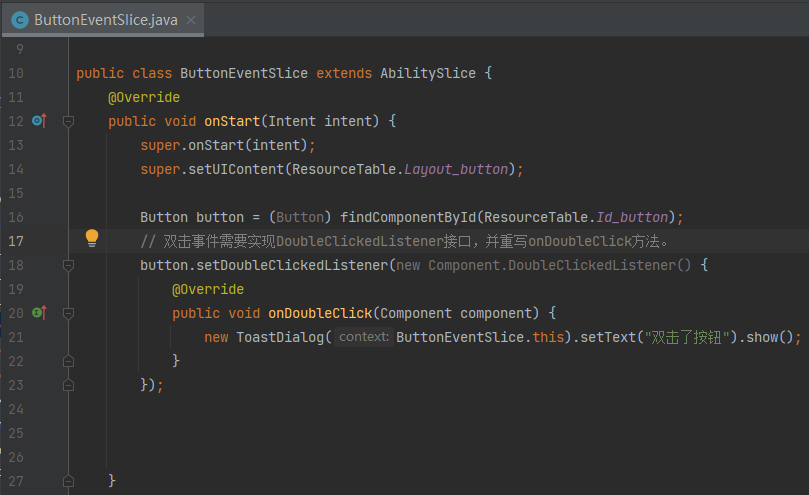 ButtonEventSlice.java
9
10 public class ButtonEventSlice extends AbilitySlice {
11 @Override
12 public void onStart(Intent intent) {
13 super.onStart(intent);
14 super.setUIContent(ResourceTable.Layout_button);
15
16 Button button = (Button) findComponentById(ResourceTable.Id_button);
17 // 双击事件需要实现DoubleClickedListener接口，并重写onDoubleClick方法。
18 button.setDoubleClickedListener(new Component.DoubleClickedListener() {
19 @Override
20 public void onDoubleClick(Component component) {
21 new ToastDialog( context: ButtonEventSlice.this).setText("双击了按钮").show();
22 }
23 });
24
25
26
27 }